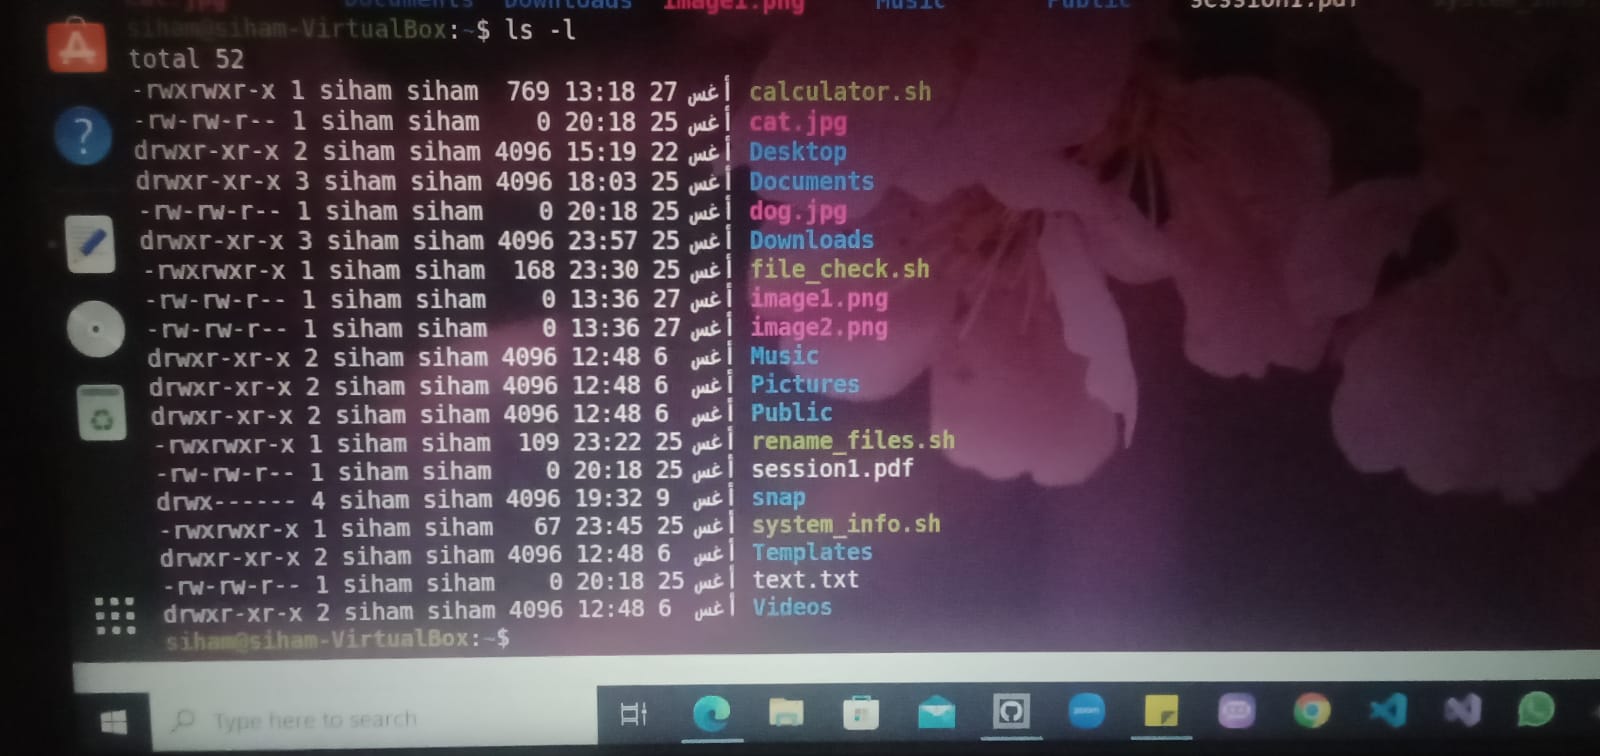 Documents Downloads image1.png Music Public session1.pdf
siham@siham-VirtualBox:~$ ls -l
total 52
-rwxrwxr-x 1 siham siham 769 13:18 27 أغس calculator.sh
-rw-rw-r-- 1 siham siham 0 20:18 25 أغس cat.jpg
drwxr-xr-x 2 siham siham 4096 15:19 22 أغس Desktop
drwxr-xr-x 3 siham siham 4096 18:03 25 أغس Documents
-rw-rw-r-- 1 siham siham 0 20:18 25 أغس dog.jpg
drwxr-xr-x 3 siham siham 4096 23:57 25 أغس Downloads
-rwxrwxr-x 1 siham siham 168 23:30 25 أغس file_check.sh
-rw-rw-r-- 1 siham siham 0 13:36 27 أغس image1.png
-rw-rw-r-- 1 siham siham 0 13:36 27 أغس image2.png
drwxr-xr-x 2 siham siham 4096 12:48 6 أغس Music
drwxr-xr-x 2 siham siham 4096 12:48 6 أغس Pictures
drwxr-xr-x 2 siham siham 4096 12:48 6 أغس Public
-rwxrwxr-x 1 siham siham 109 23:22 25 أغس rename_files.sh
-rw-rw-r-- 1 siham siham 0 20:18 25 أغس session1.pdf
drwx------ 4 siham siham 4096 19:32 9 أغس snap
-rwxrwxr-x 1 siham siham 67 23:45 25 أغس system_info.sh
drwxr-xr-x 2 siham siham 4096 12:48 6 أغس Templates
-rw-rw-r-- 1 siham siham 0 20:18 25 أغس text.txt
drwxr-xr-x 2 siham siham 4096 12:48 6 أغس Videos
siham@siham-VirtualBox:~$
Type here to search
zoom